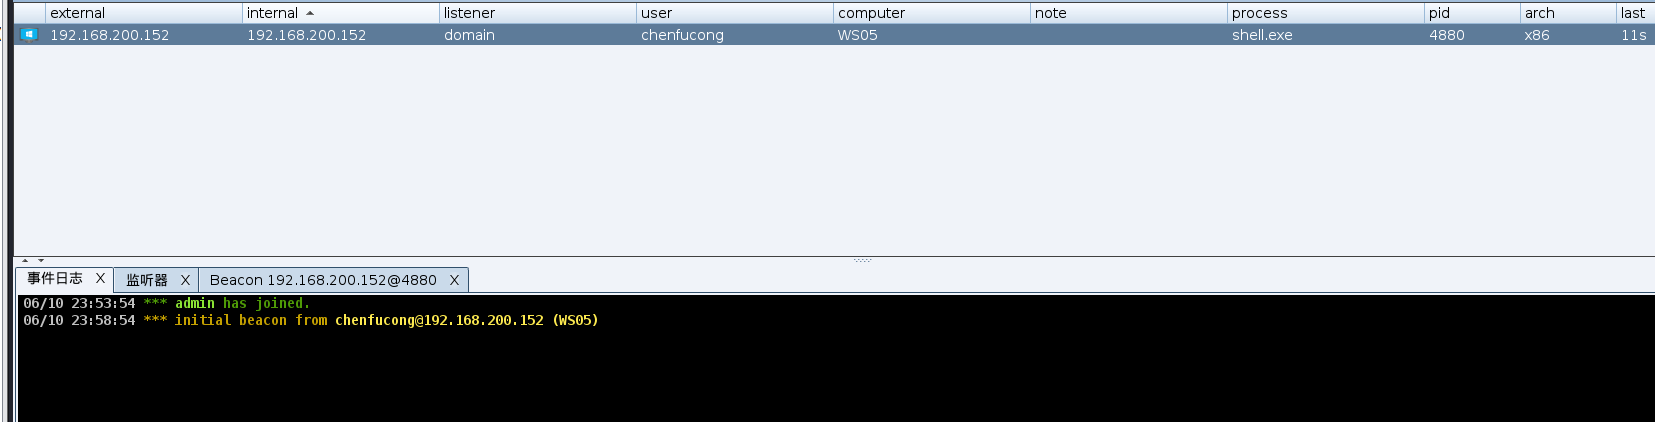 external internal listener user computer note process pid arch last
192.168.200.152 192.168.200.152 domain chenfucong WS05 shell.exe 4880 x86 11s
事件日志 X 监听器 X Beacon 192.168.200.152@4880 X
06/10 23:53:54 *** admin has joined.
06/10 23:58:54 *** initial beacon from chenfucong@192.168.200.152 (WS05)